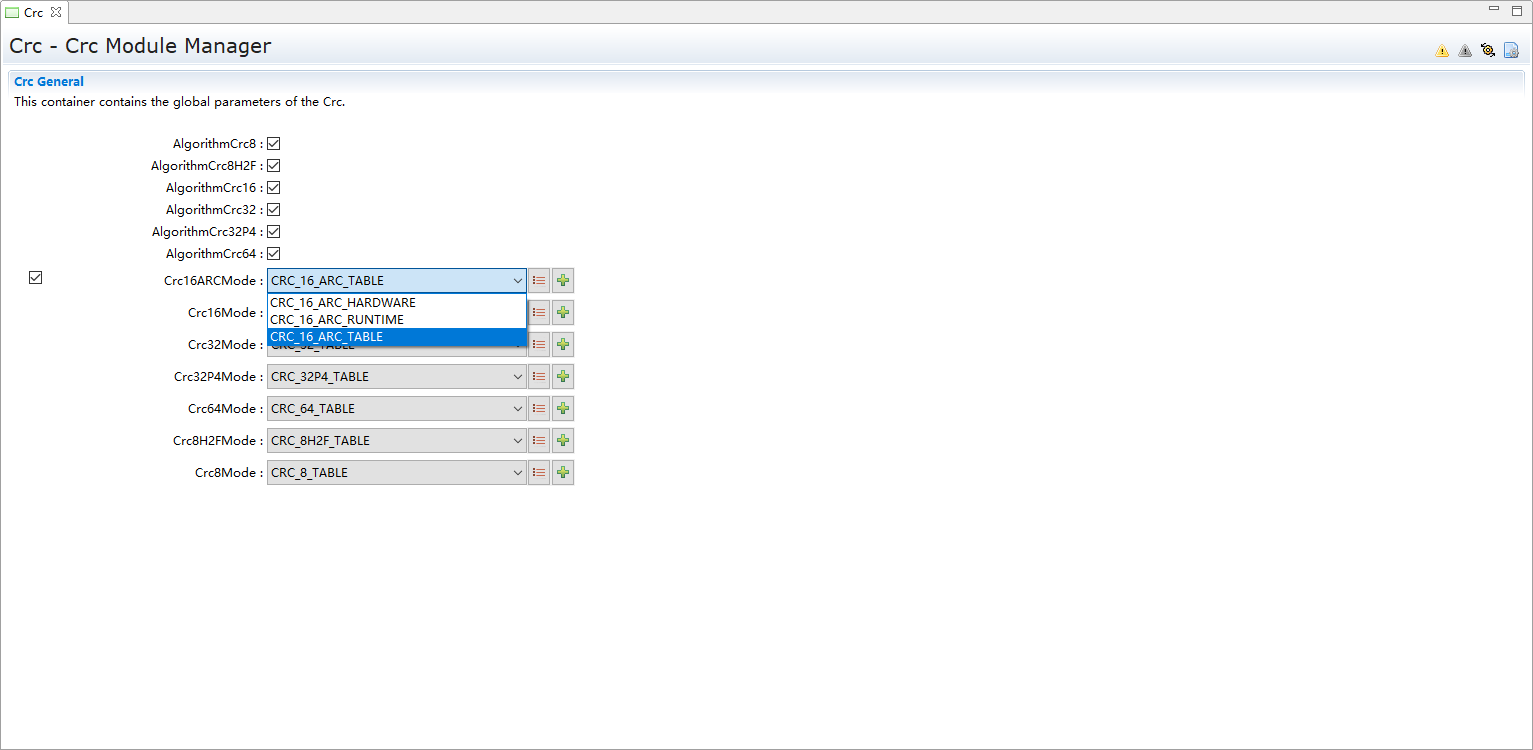 Crc
Crc - Crc Module Manager
Crc General
This container contains the global parameters of the Crc.
AlgorithmCrc8 :
AlgorithmCrc8H2F :
AlgorithmCrc16 :
AlgorithmCrc32 :
AlgorithmCrc32P4 :
AlgorithmCrc64 :
Crc16ARCMode : CRC_16_ARC_TABLE
CRC_16_ARC_HARDWARE
Crc16Mode :
CRC_16_ARC_RUNTIME
CRC_16_ARC_TABLE
Crc32Mode : CRC_32_TABLE
Crc32P4Mode : CRC_32P4_TABLE
Crc64Mode : CRC_64_TABLE
Crc8H2FMode : CRC_8H2F_TABLE
Crc8Mode : CRC_8_TABLE